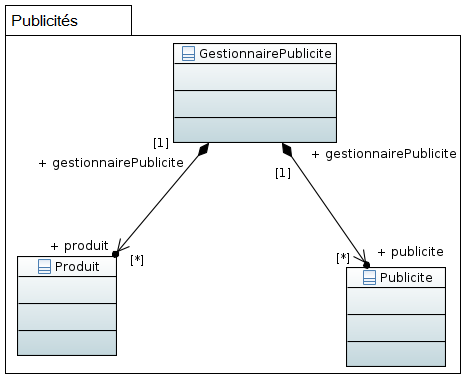 Publicités
GestionnairePublicite
[1]
+ gestionnairePublicite
+ gestionnairePublicite
[1]
+ produit
[*]
+ publicite
[*]
Produit
Publicite